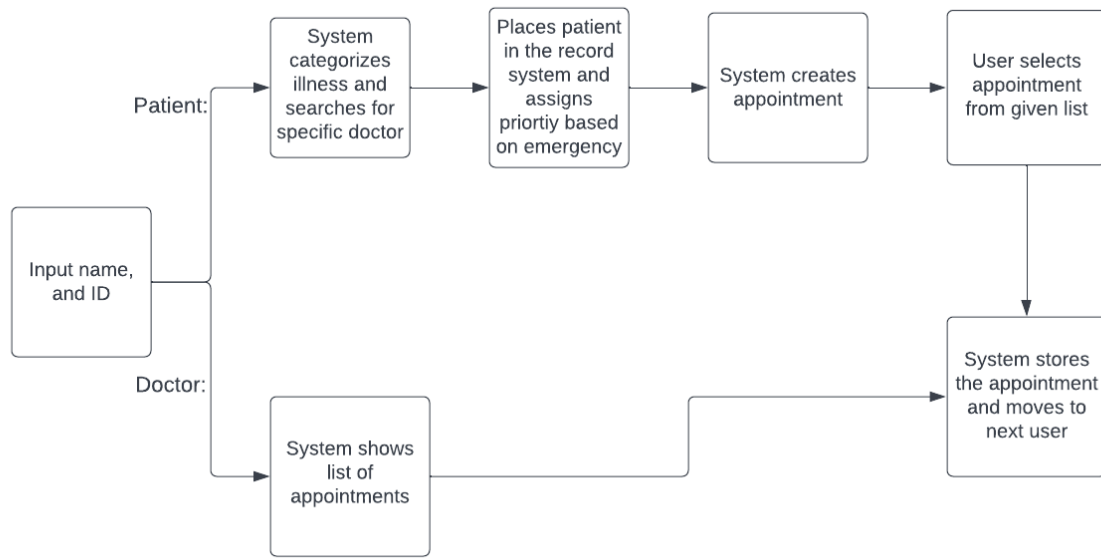 Patient:
System
categorizes
illness and
searches for
specific doctor
Places patient
in the record
system and
assigns
priortiy based
on emergency
System creates
appointment
User selects
appointment
from given list
Input name,
and ID
Doctor:
System shows
list of
appointments
System stores
the appointment
and moves to
next user